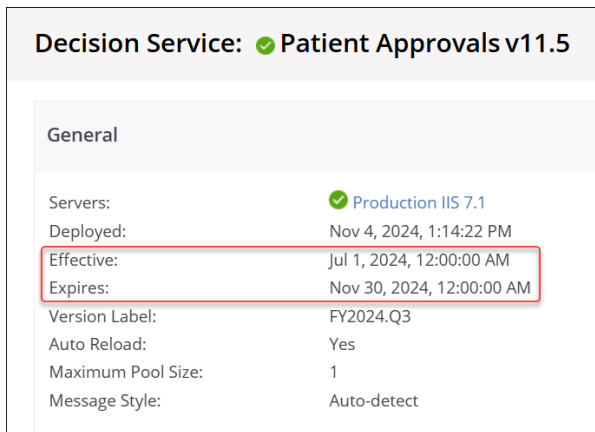 Decision Service: Patient Approvals v11.5
General
Servers: Production IIS 7.1
Deployed: Nov 4, 2024, 1:14:22 PM
Effective: Jul 1, 2024, 12:00:00 AM
Expires: Nov 30, 2024, 12:00:00 AM
Version Label: FY2024.Q3
Auto Reload: Yes
Maximum Pool Size: 1
Message Style: Auto-detect